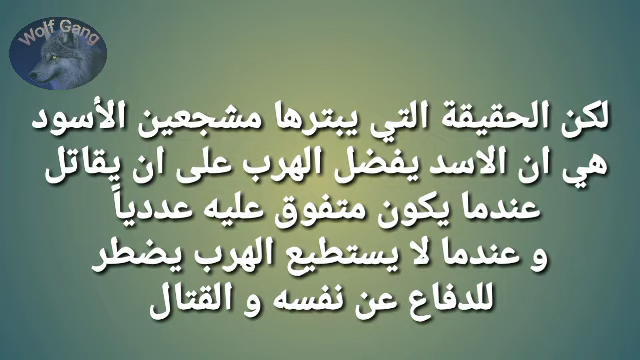 Wolf Gang
لكن الحقيقة التي يبترها مشجعين الأسود
هي ان الاسد يفضل الهرب على ان يقاتل
عندما يكون متفوق عليه عددياً
و عندما لا يستطيع الهرب يضطر
للدفاع عن نفسه و القتال